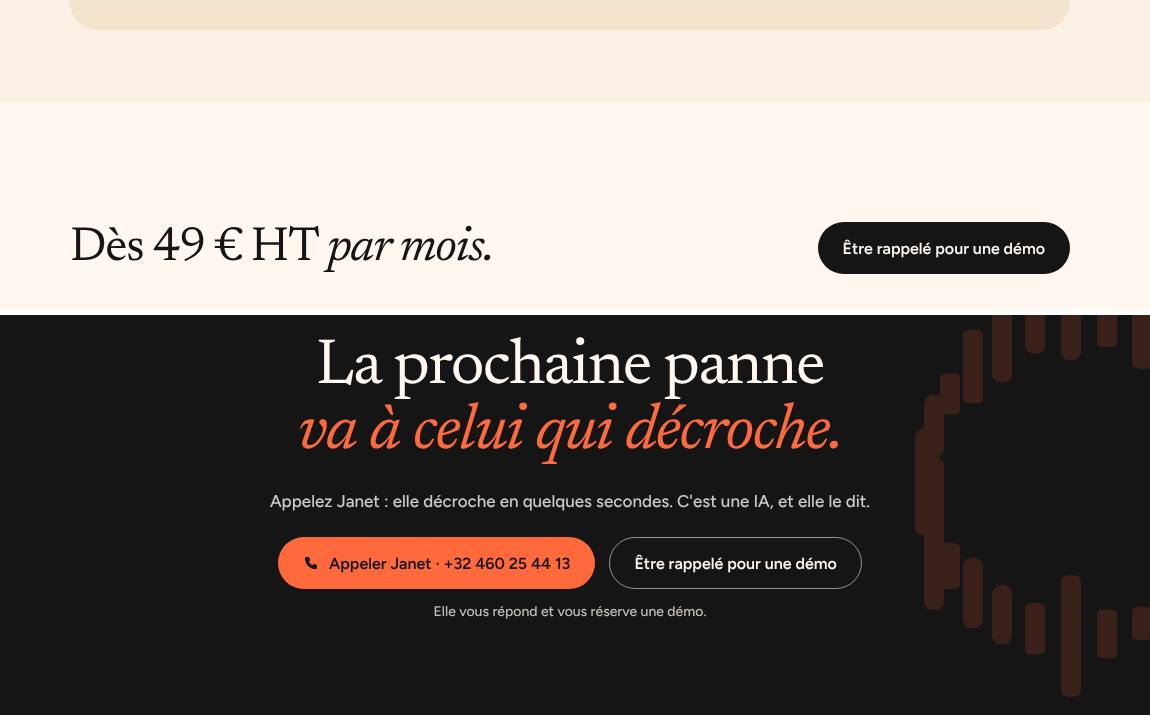 Dès 49 € HT par mois.
Être rappelé pour une démo
La prochaine panne
va à celui qui décroche.
Appelez Janet : elle décroche en quelques secondes. C'est une IA, et elle le dit.
Appeler Janet · +32 460 25 44 13
Être rappelé pour une démo
Elle vous répond et vous réserve une démo.